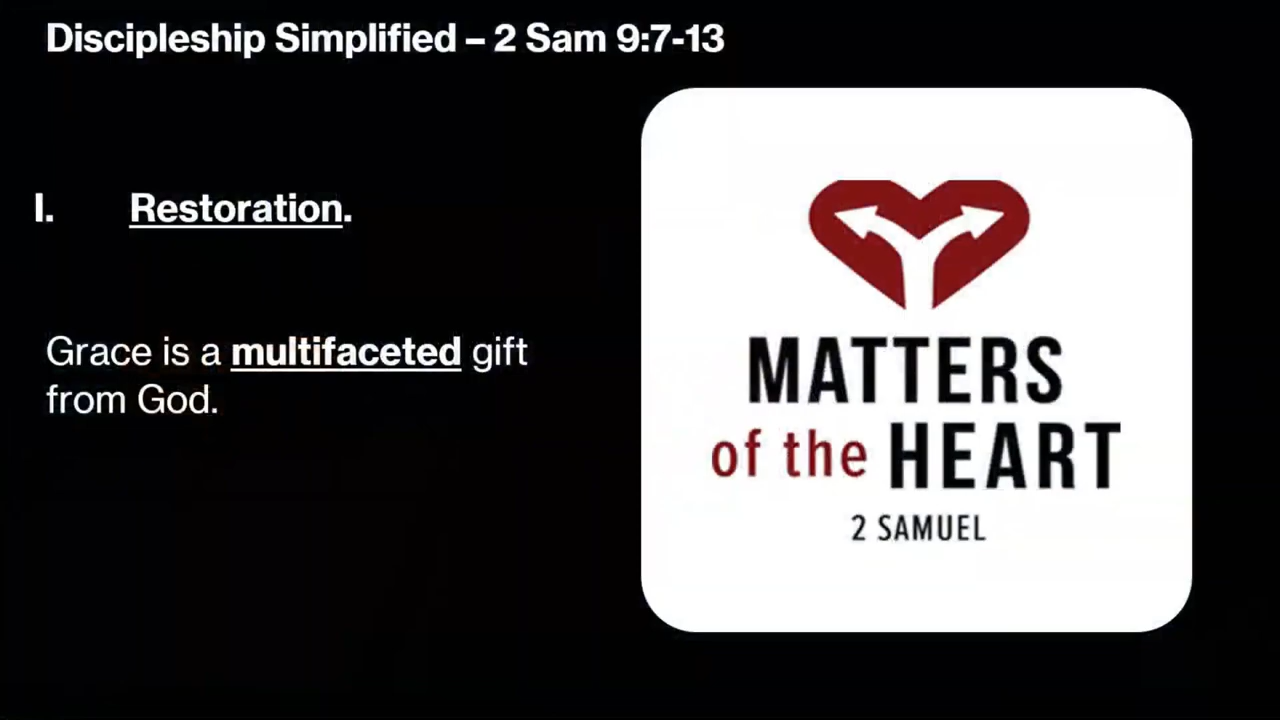 Discipleship Simplified – 2 Sam 9:7-13
I. Restoration.
Grace is a multifaceted gift
from God.
MATTERS
of the HEART
2 SAMUEL